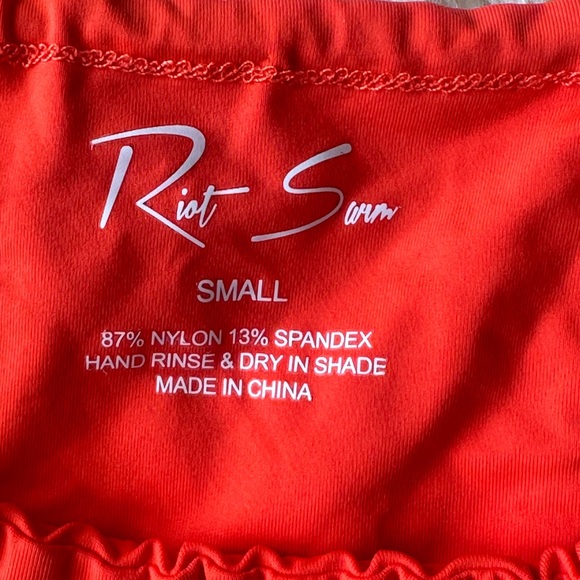 Riot Swim
SMALL
87% NYLON 13% SPANDEX
HAND RINSE & DRY IN SHADE
MADE IN CHINA